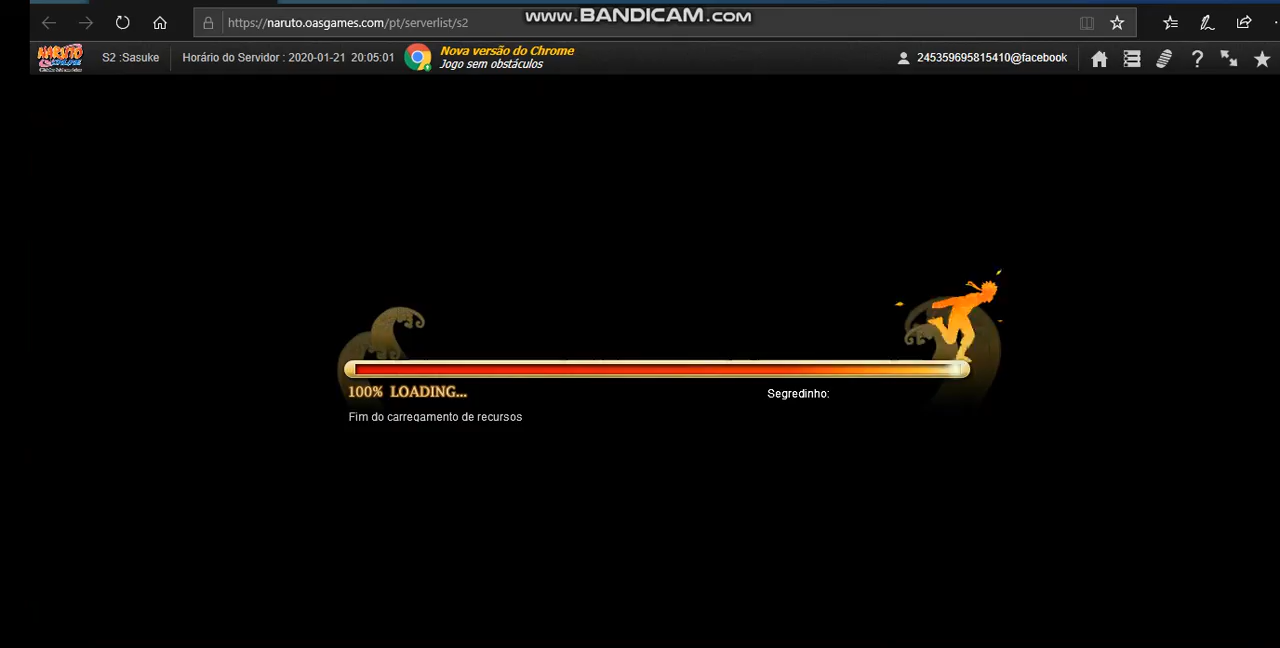 WWW.BANDICAM.COM
https://naruto.oasgames.com/pt/serverlist/s2
NARUTO
S2 :Sasuke
Horário do Servidor : 2020-01-21 20:05:01
Nova versão do Chrome
Jogo sem obstáculos
245359695815410@facebook
?
100% LOADING...
Segredinho:
Fim do carregamento de recursos